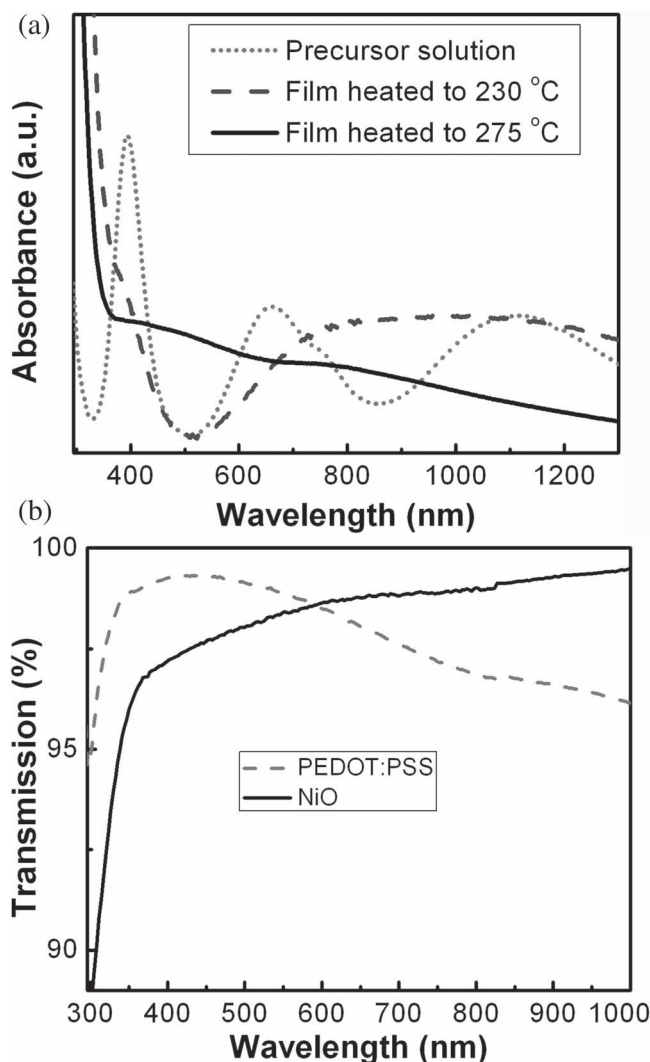 (a)
Precursor solution
Film heated to 230 °C
Film heated to 275 °C
Absorbance (a.u.)
400 600 800 1000 1200
Wavelength (nm)
(b)
100
95
90
Transmission (%)
PEDOT:PSS
NiO
300 400 500 600 700 800 900 1000
Wavelength (nm)